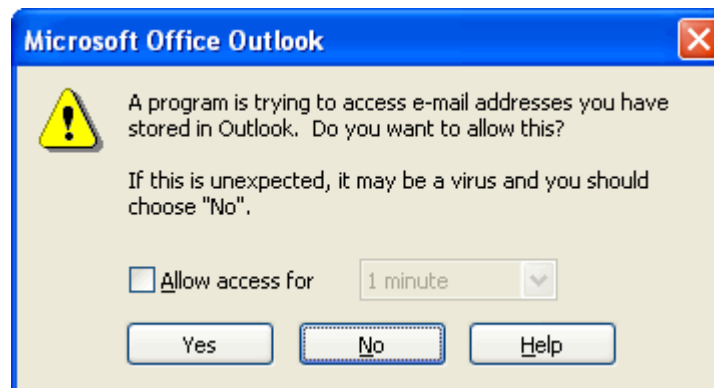 Microsoft Office Outlook
A program is trying to access e-mail addresses you have
stored in Outlook. Do you want to allow this?
If this is unexpected, it may be a virus and you should
choose "No".
Allow access for 1 minute
Yes No Help